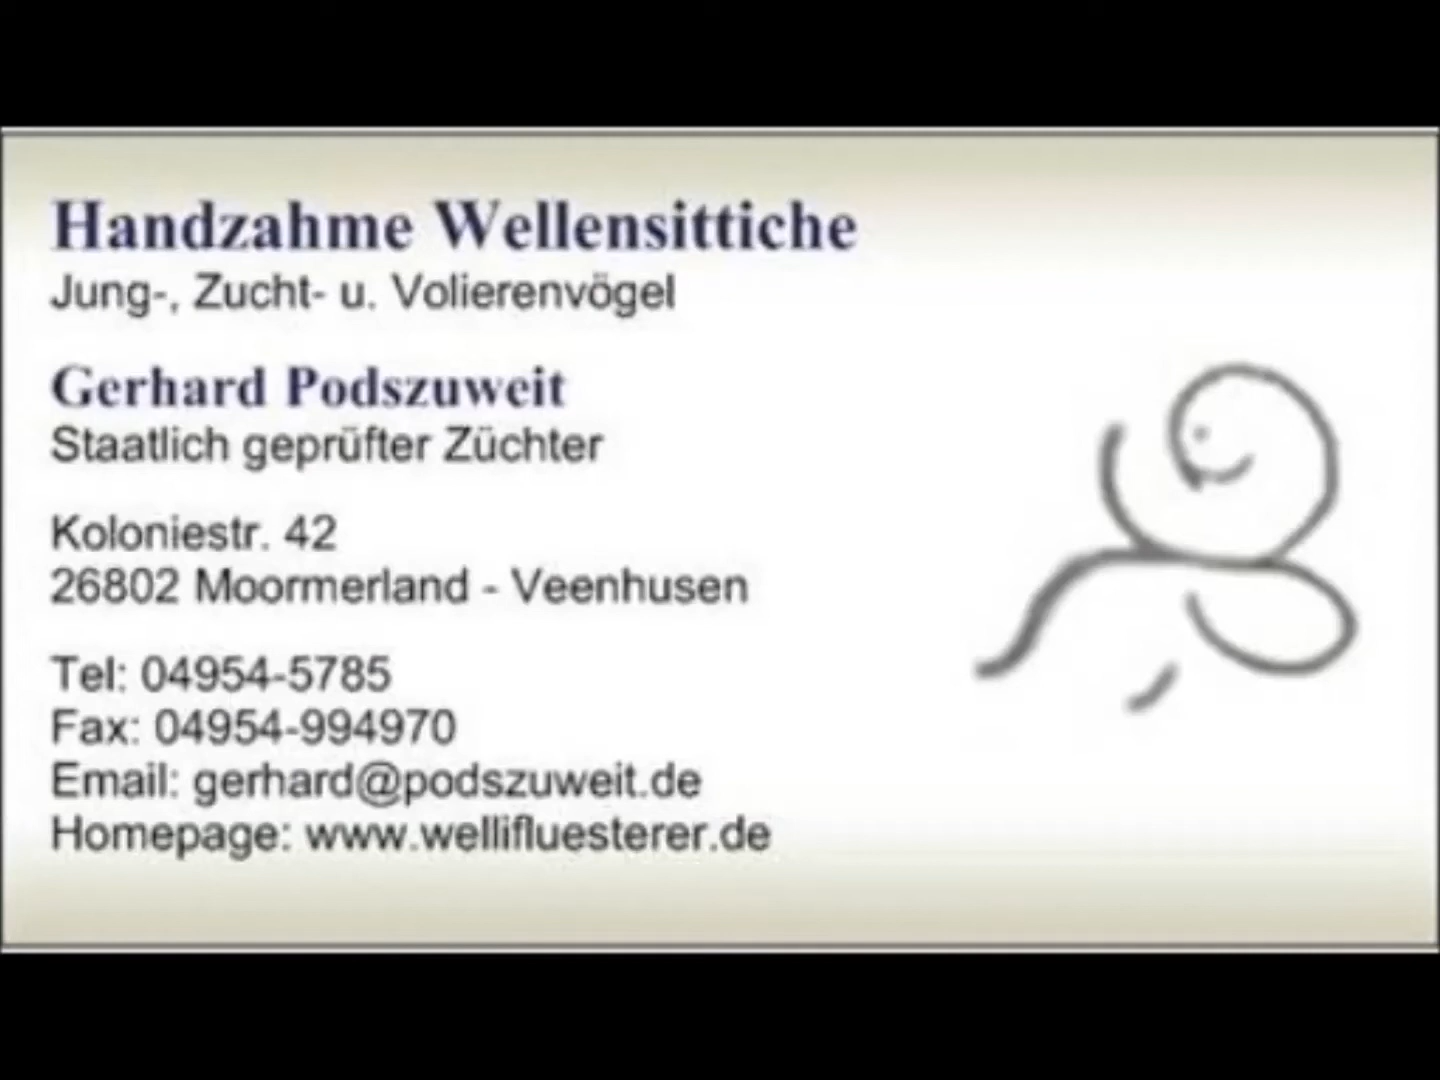 Handzahme Wellensittiche
Jung-, Zucht- u. Volierenvögel
Gerhard Podszuweit
Staatlich geprüfter Züchter
Koloniestr. 42
26802 Moormerland - Veenhusen
Tel: 04954-5785
Fax: 04954-994970
Email: gerhard@podszuweit.de
Homepage: www.wellifluesterer.de